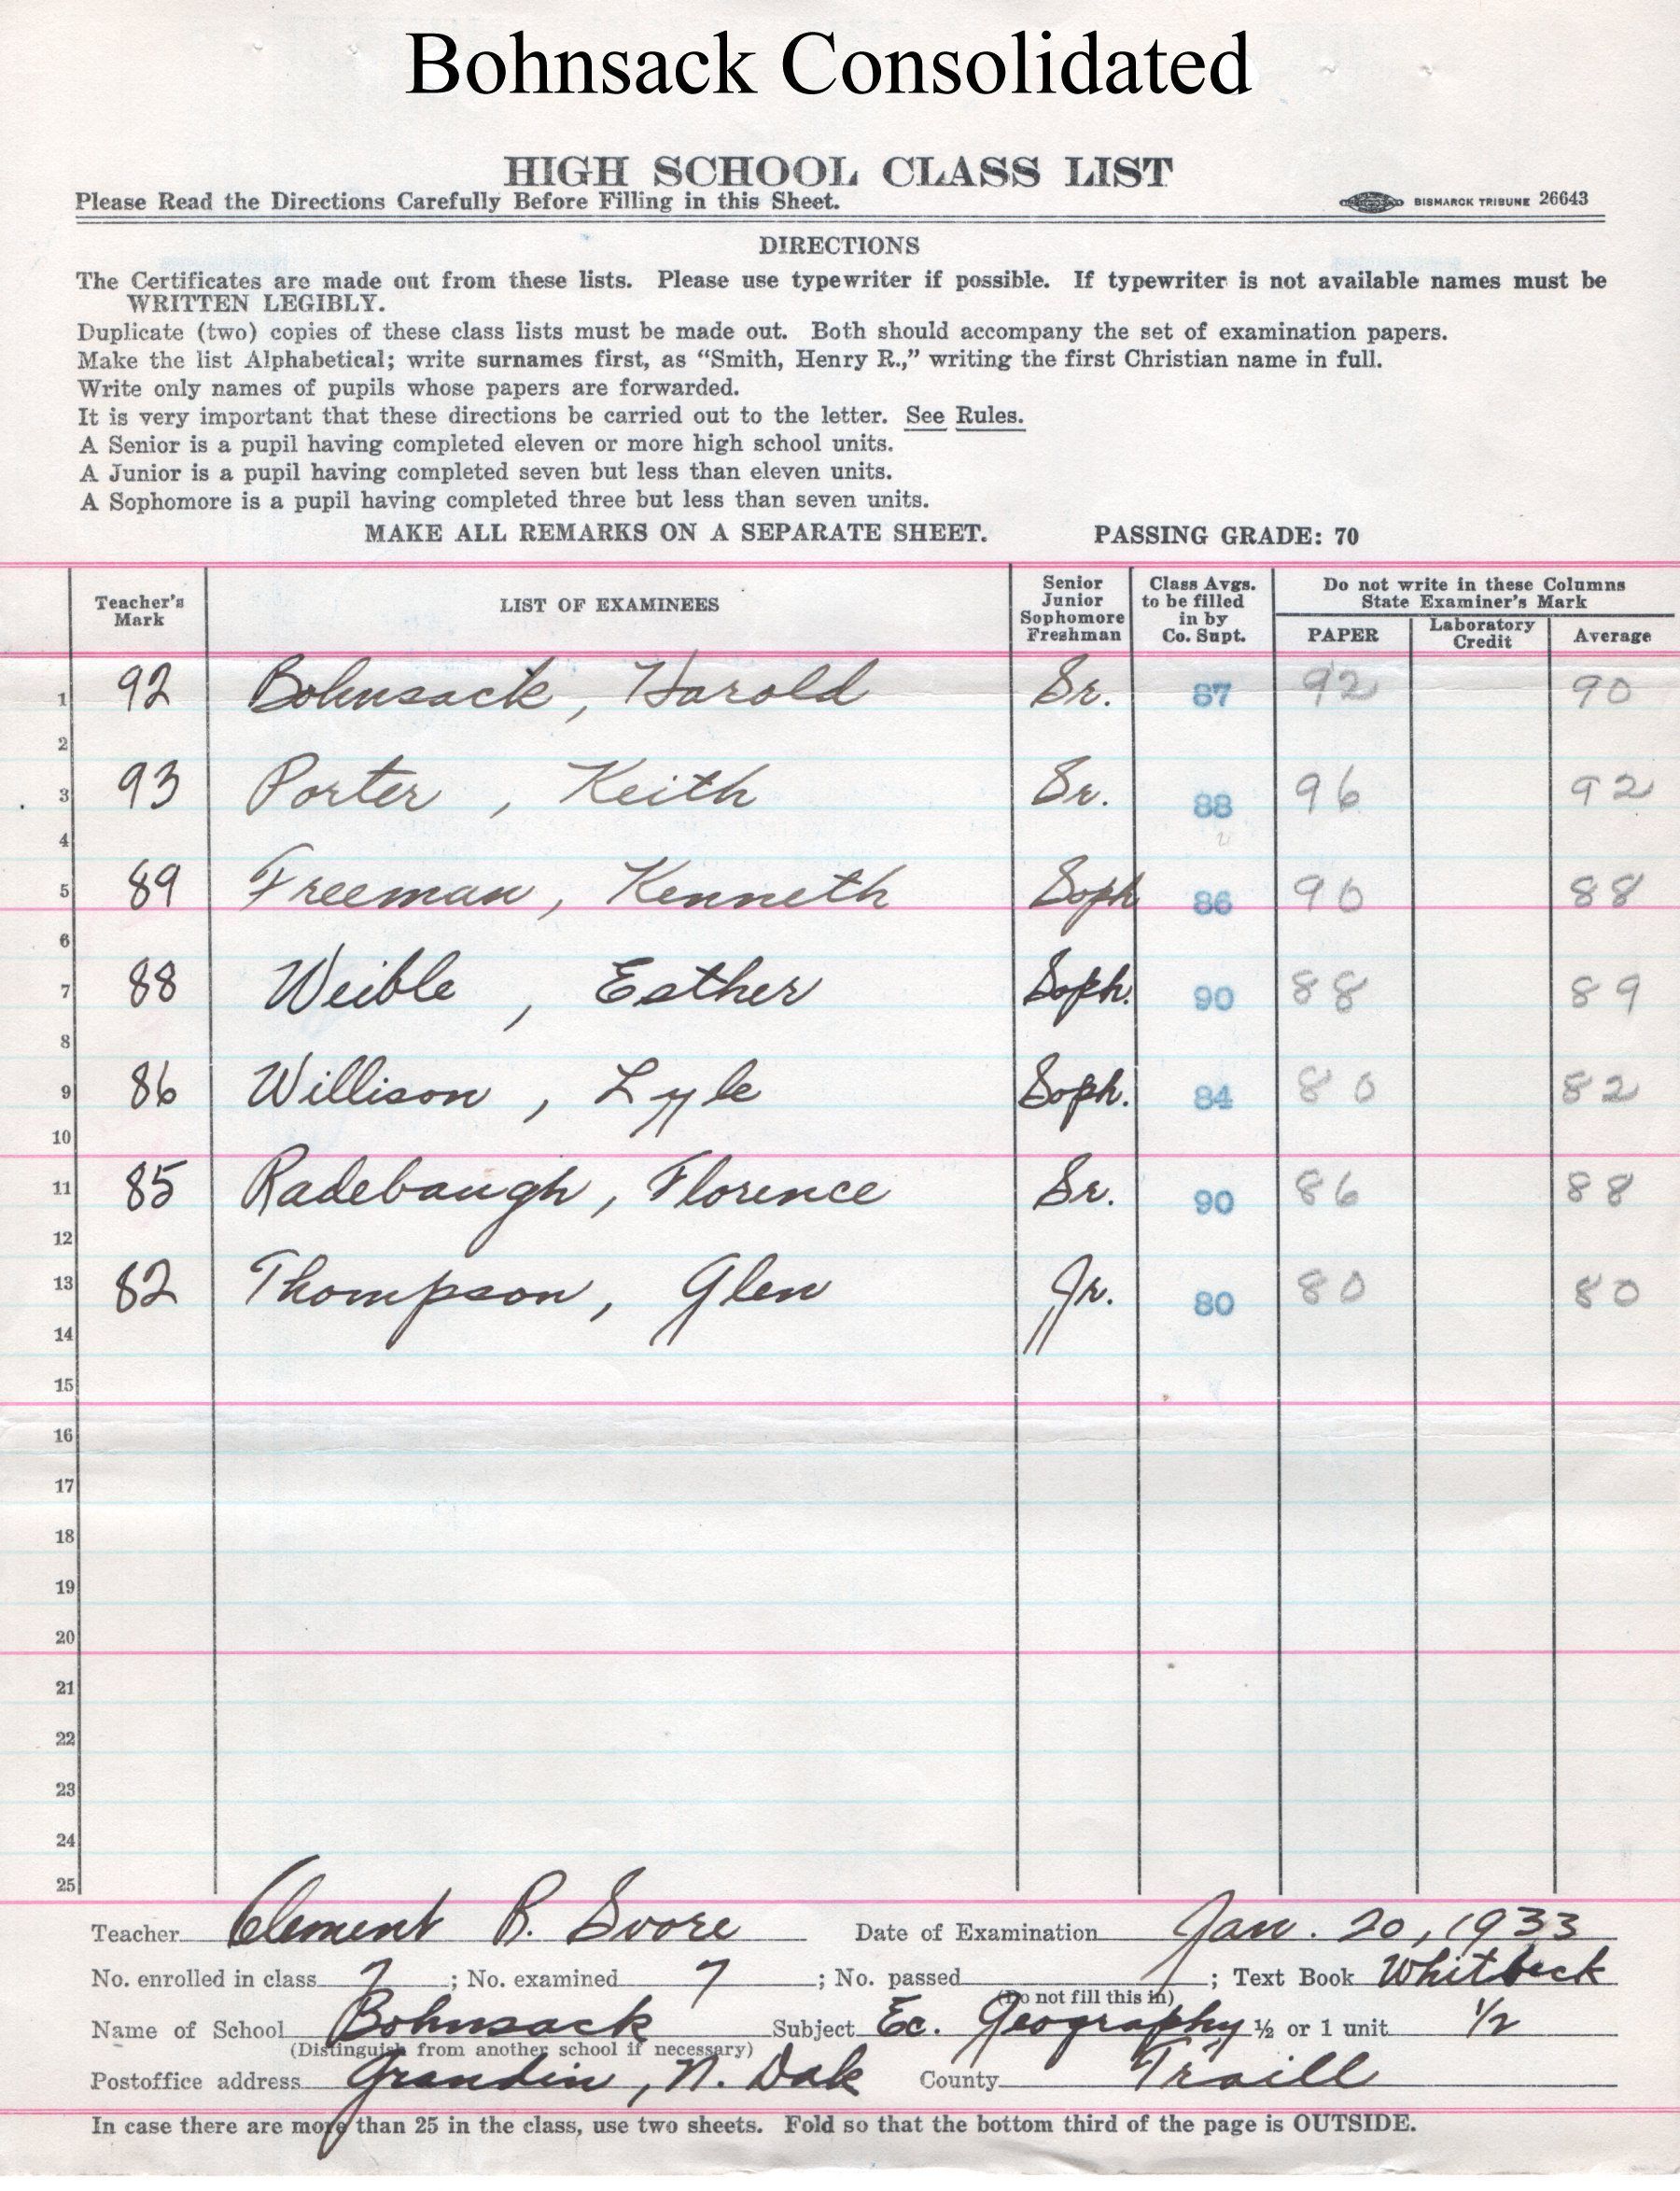 Bohnsack Consolidated
HIGH SCHOOL CLASS LIST
Please Read the Directions Carefully Before Filling in this Sheet. BISMARCK TRIBUNE 26643
DIRECTIONS
The Certificates are made out from these lists. Please use typewriter if possible. If typewriter is not available names must be
WRITTEN LEGIBLY.
Duplicate (two) copies of these class lists must be made out. Both should accompany the set of examination papers.
Make the list Alphabetical; write surnames first, as “Smith, Henry R.,” writing the first Christian name in full.
Write only names of pupils whose papers are forwarded.
It is very important that these directions be carried out to the letter. See Rules.
A Senior is a pupil having completed eleven or more high school units.
A Junior is a pupil having completed seven but less than eleven units.
A Sophomore is a pupil having completed three but less than seven units.
MAKE ALL REMARKS ON A SEPARATE SHEET. PASSING GRADE: 70
Teacher's Mark LIST OF EXAMINEES Senior Junior Sophomore Freshman Class Avgs. to be filled in by Co. Supt. Do not write in these Columns State Examiner's Mark PAPER Laboratory Credit Average
1 92 Bohnsack, Harold Sr. 87 92 90
2
3 93 Porter, Keith Sr. 88 96 92
4
5 89 Freeman, Kenneth Soph 86 90 88
6
7 88 Weible, Esther Soph. 90 88 89
8
9 86 Willison, Lyle Soph. 84 80 82
10
11 85 Radebaugh, Florence Sr. 90 86 88
12
13 82 Thompson, Glen Jr. 80 80 80
14
15
16
17
18
19
20
21
22
23
24
25
Teacher Clement R. Svore Date of Examination Jan. 20, 1933
No. enrolled in class 7 ; No. examined 7 ; No. passed ; Text Book Whitbeck
(Do not fill this in)
Name of School Bohnsack Subject Ec. Geography ½ or 1 unit 1/2
(Distinguish from another school if necessary)
Postoffice address Grandin, N. Dak County Traill
In case there are more than 25 in the class, use two sheets. Fold so that the bottom third of the page is OUTSIDE.